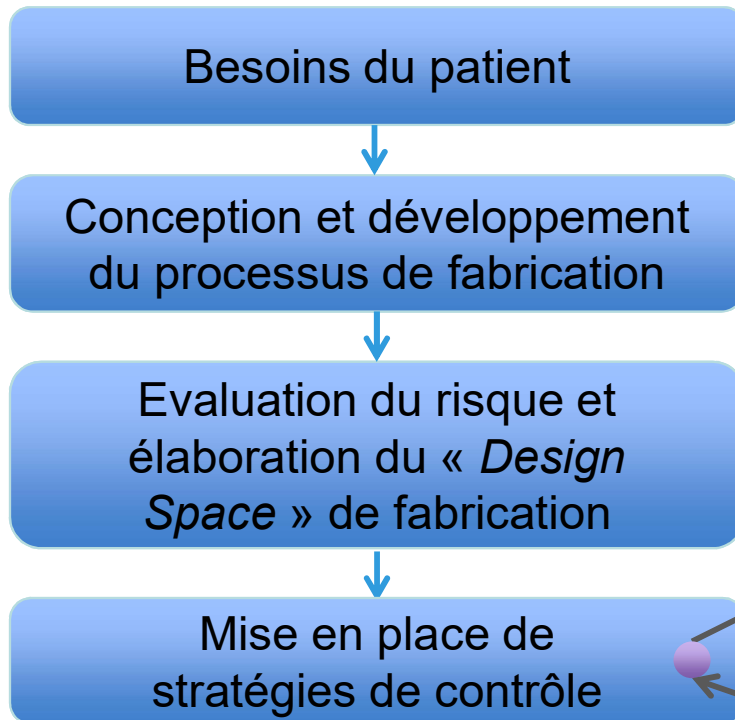 Besoins du patient
Conception et développement
du processus de fabrication
Evaluation du risque et
élaboration du « Design
Space » de fabrication
Mise en place de
stratégies de contrôle